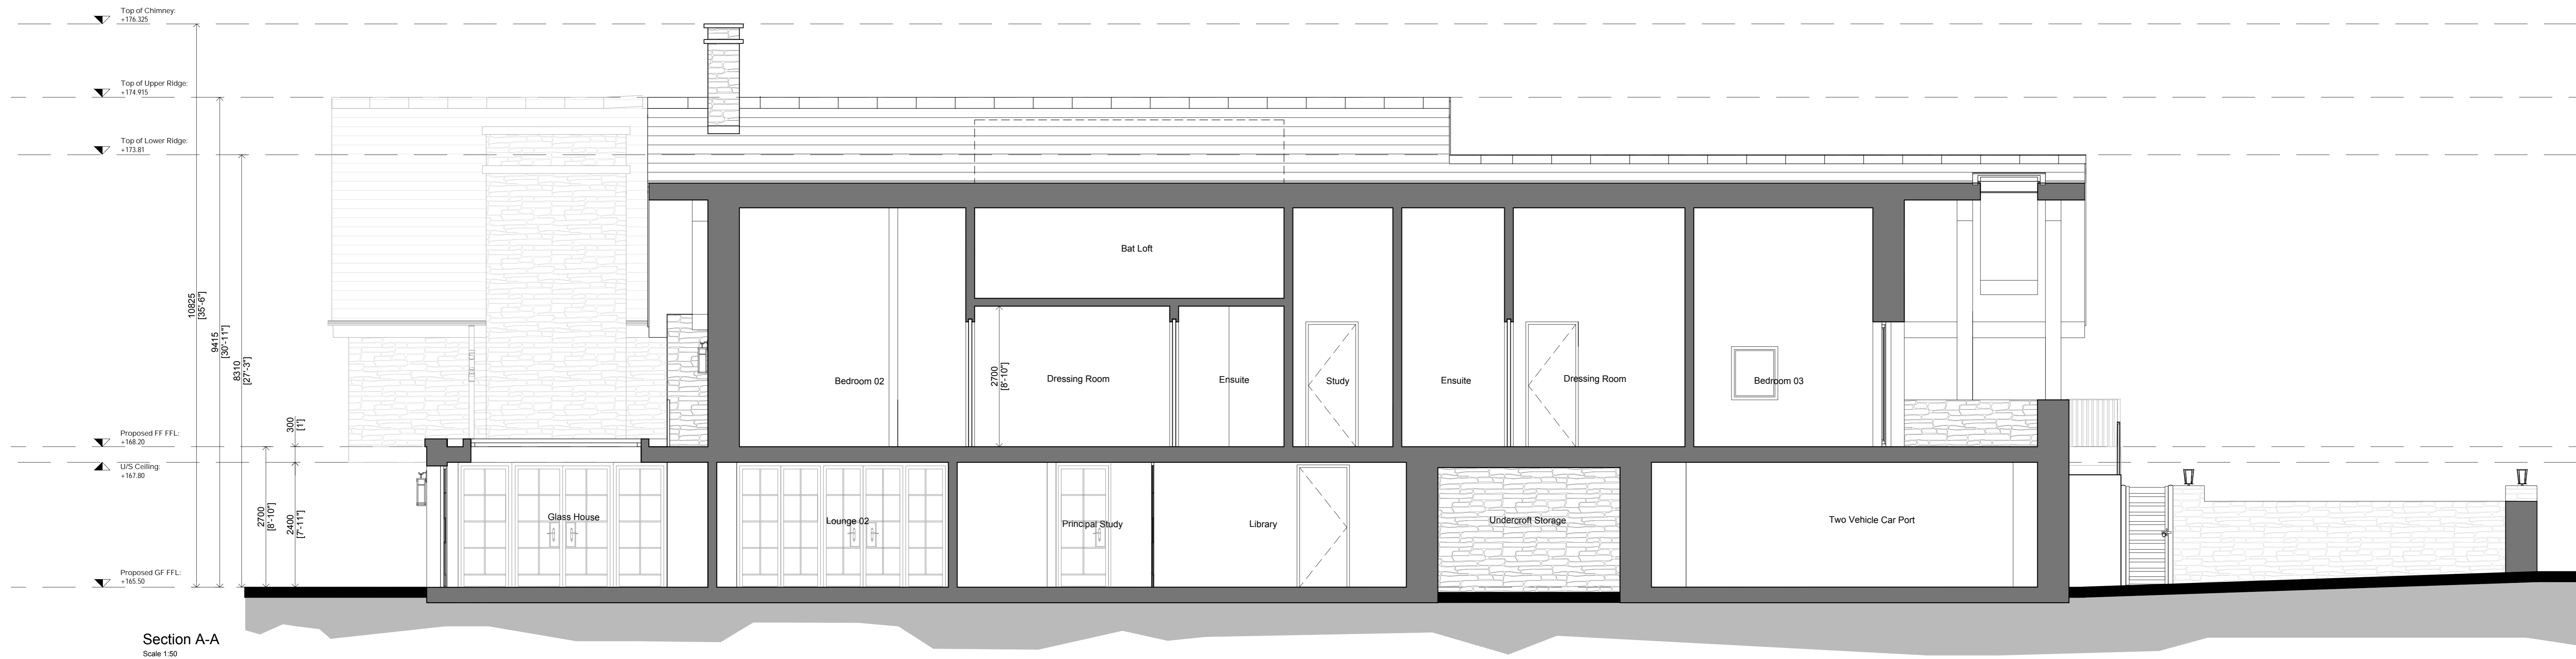 Top of Chimney:
+176.325
Top of Upper Ridge:
+174.915
Top of Lower Ridge:
+173.81
10825
[35'-6"]
9415
[30'-11"]
8310
[27'-3"]
Bat Loft
Bedroom 02
2700
[8'-10"]
Dressing Room
Ensuite
Study
Ensuite
Dressing Room
Bedroom 03
300
[1']
Proposed FF FFL:
+168.20
U/S Ceiling:
+167.80
2700
[8'-10"]
2400
[7'-11"]
Glass House
Lounge 02
Principal Study
Library
Undercroft Storage
Two Vehicle Car Port
Proposed GF FFL:
+165.50
Section A-A
Scale 1:50